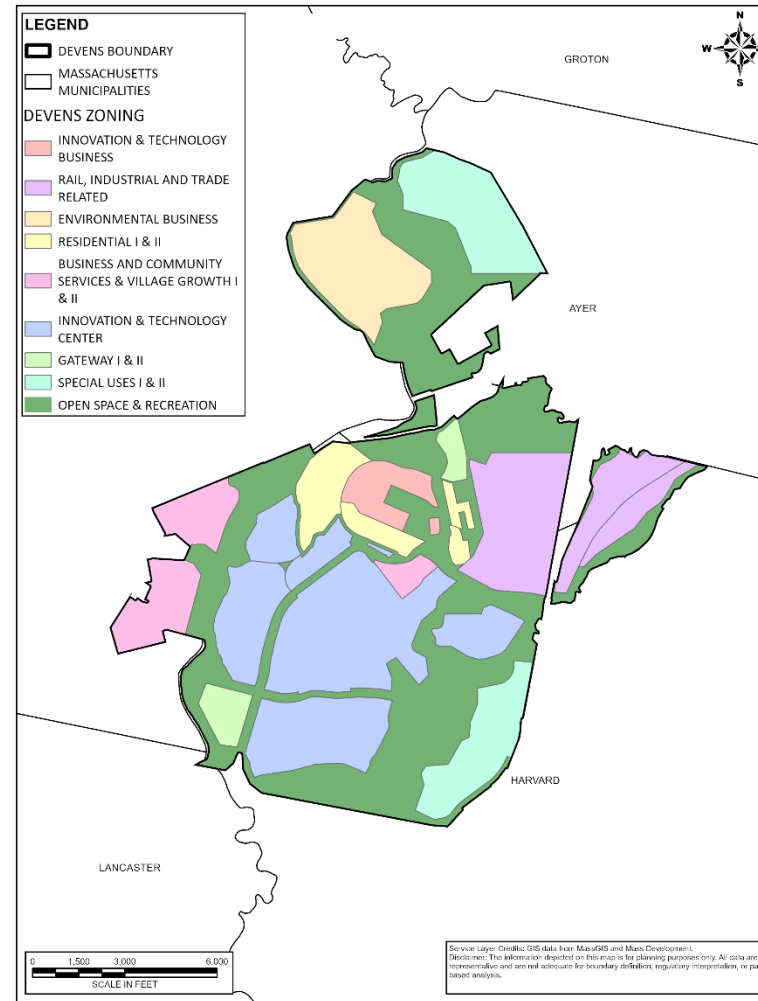 LEGEND
DEVENS BOUNDARY
MASSACHUSETTS
MUNICIPALITIES
DEVENS ZONING
INNOVATION & TECHNOLOGY
BUSINESS
RAIL, INDUSTRIAL AND TRADE
RELATED
ENVIRONMENTAL BUSINESS
RESIDENTIAL I & II
BUSINESS AND COMMUNITY
SERVICES & VILLAGE GROWTH I
& II
INNOVATION & TECHNOLOGY
CENTER
GATEWAY I & II
SPECIAL USES I & II
OPEN SPACE & RECREATION
N
W E
S
GROTON
AYER
HARVARD
LANCASTER
0 1,500 3,000 6,000
SCALE IN FEET
Service Layer Credits: GIS data from MassGIS and Mass Development.
Disclaimer: The information depicted on this map is for planning purposes only. All data are
representative and are not adequate for boundary definition, regulatory interpretation, or pa
based analysis.